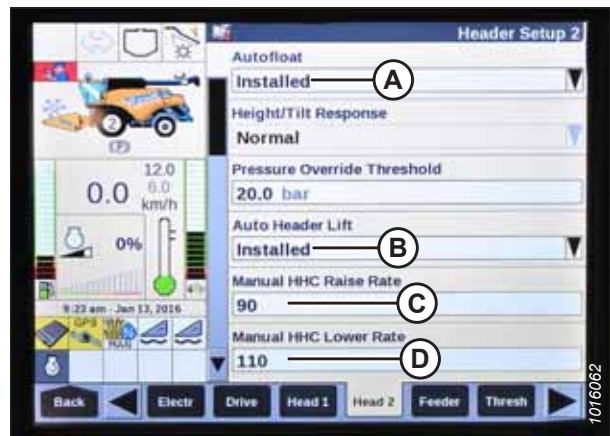 Header Setup 2
Autofloat
Installed
A
Height/Tilt Response
Normal
Pressure Override Threshold
20.0 bar
Auto Header Lift
Installed
B
Manual HHC Raise Rate
90
C
Manual HHC Lower Rate
110
D
12.0
6.0
0.0
km/h
0%
9:23 am - Jan 13, 2016
GPS
Back
Electr
Drive
Head 1
Head 2
Feeder
Thresh
1016062